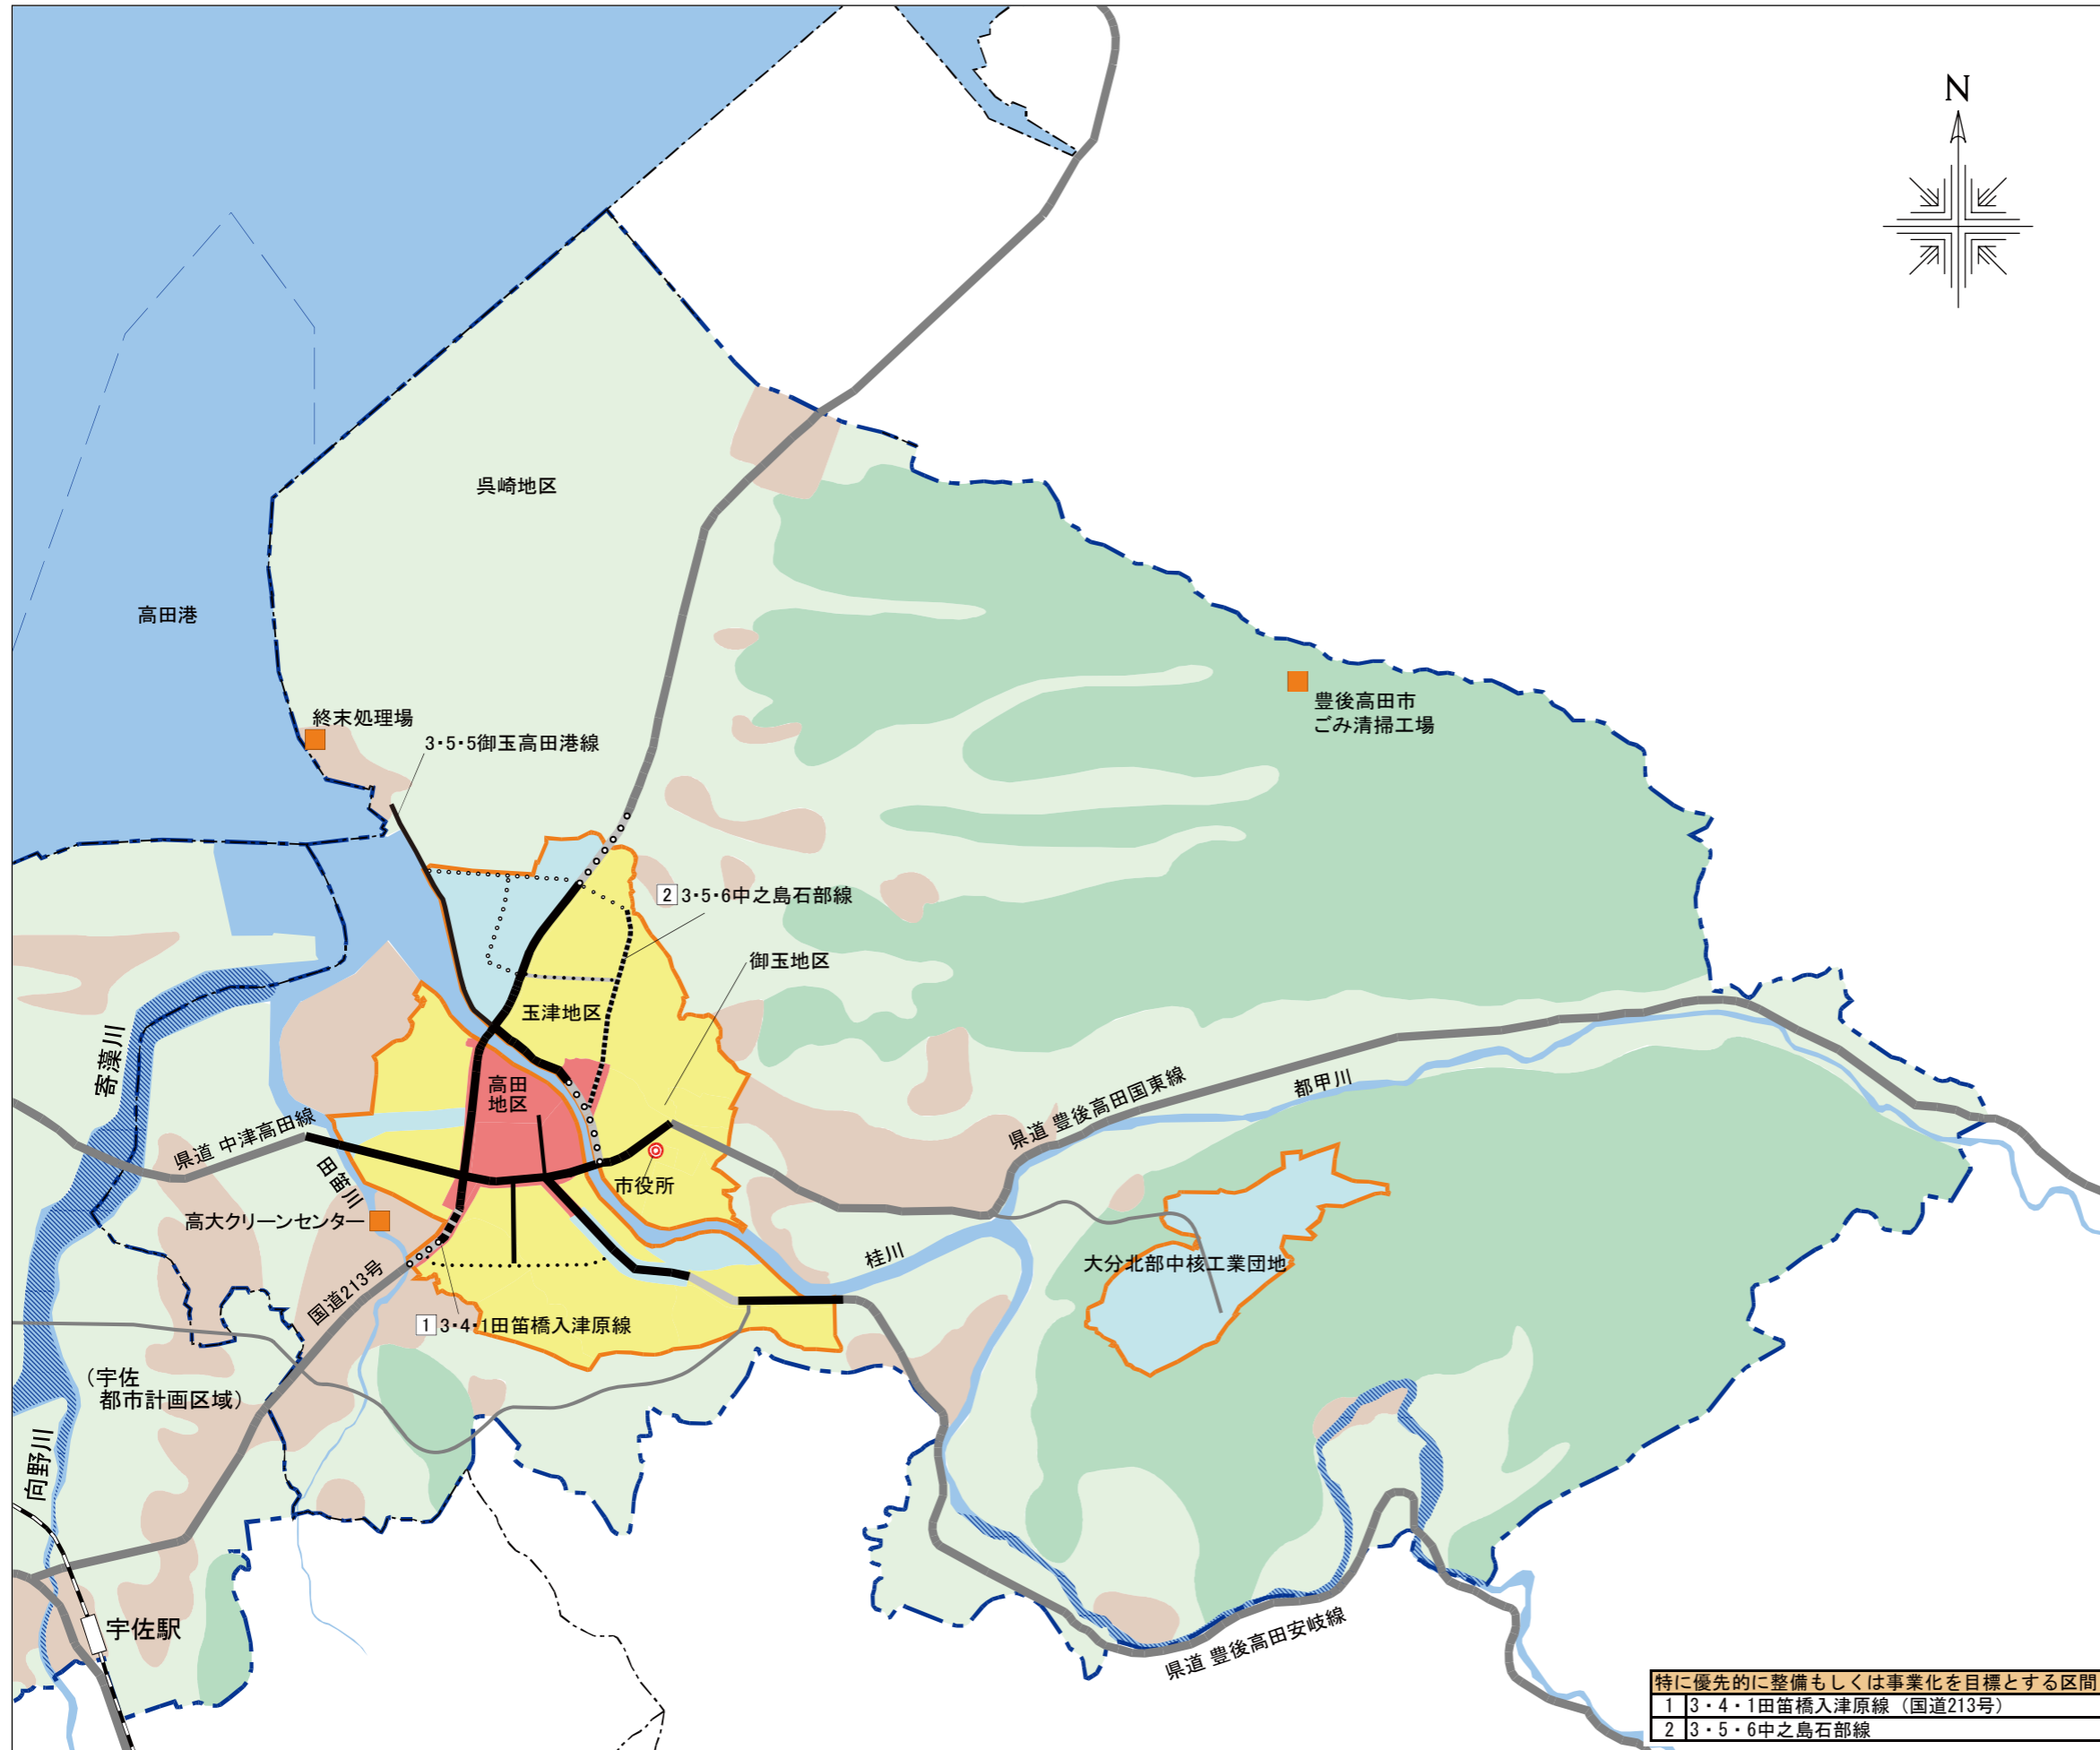 N
呉崎地区
高田港
豊後高田市
ごみ清掃工場
終末処理場
3・5・5御玉高田港線
2 3・5・6中之島石部線
御玉地区
玉津地区
寄藻川
高田
地区
県道 中津高田線
県道 豊後高田国東線
都甲川
田笛川
市役所
高大クリーンセンター
桂川
大分北部中核工業団地
国道213号
1 3・4・1田笛橋入津原線
（宇佐
都市計画区域）
向野川
宇佐駅
県道 豊後高田安岐線
特に優先的に整備もしくは事業化を目標とする区間
1 3・4・1田笛橋入津原線（国道213号）
2 3・5・6中之島石部線